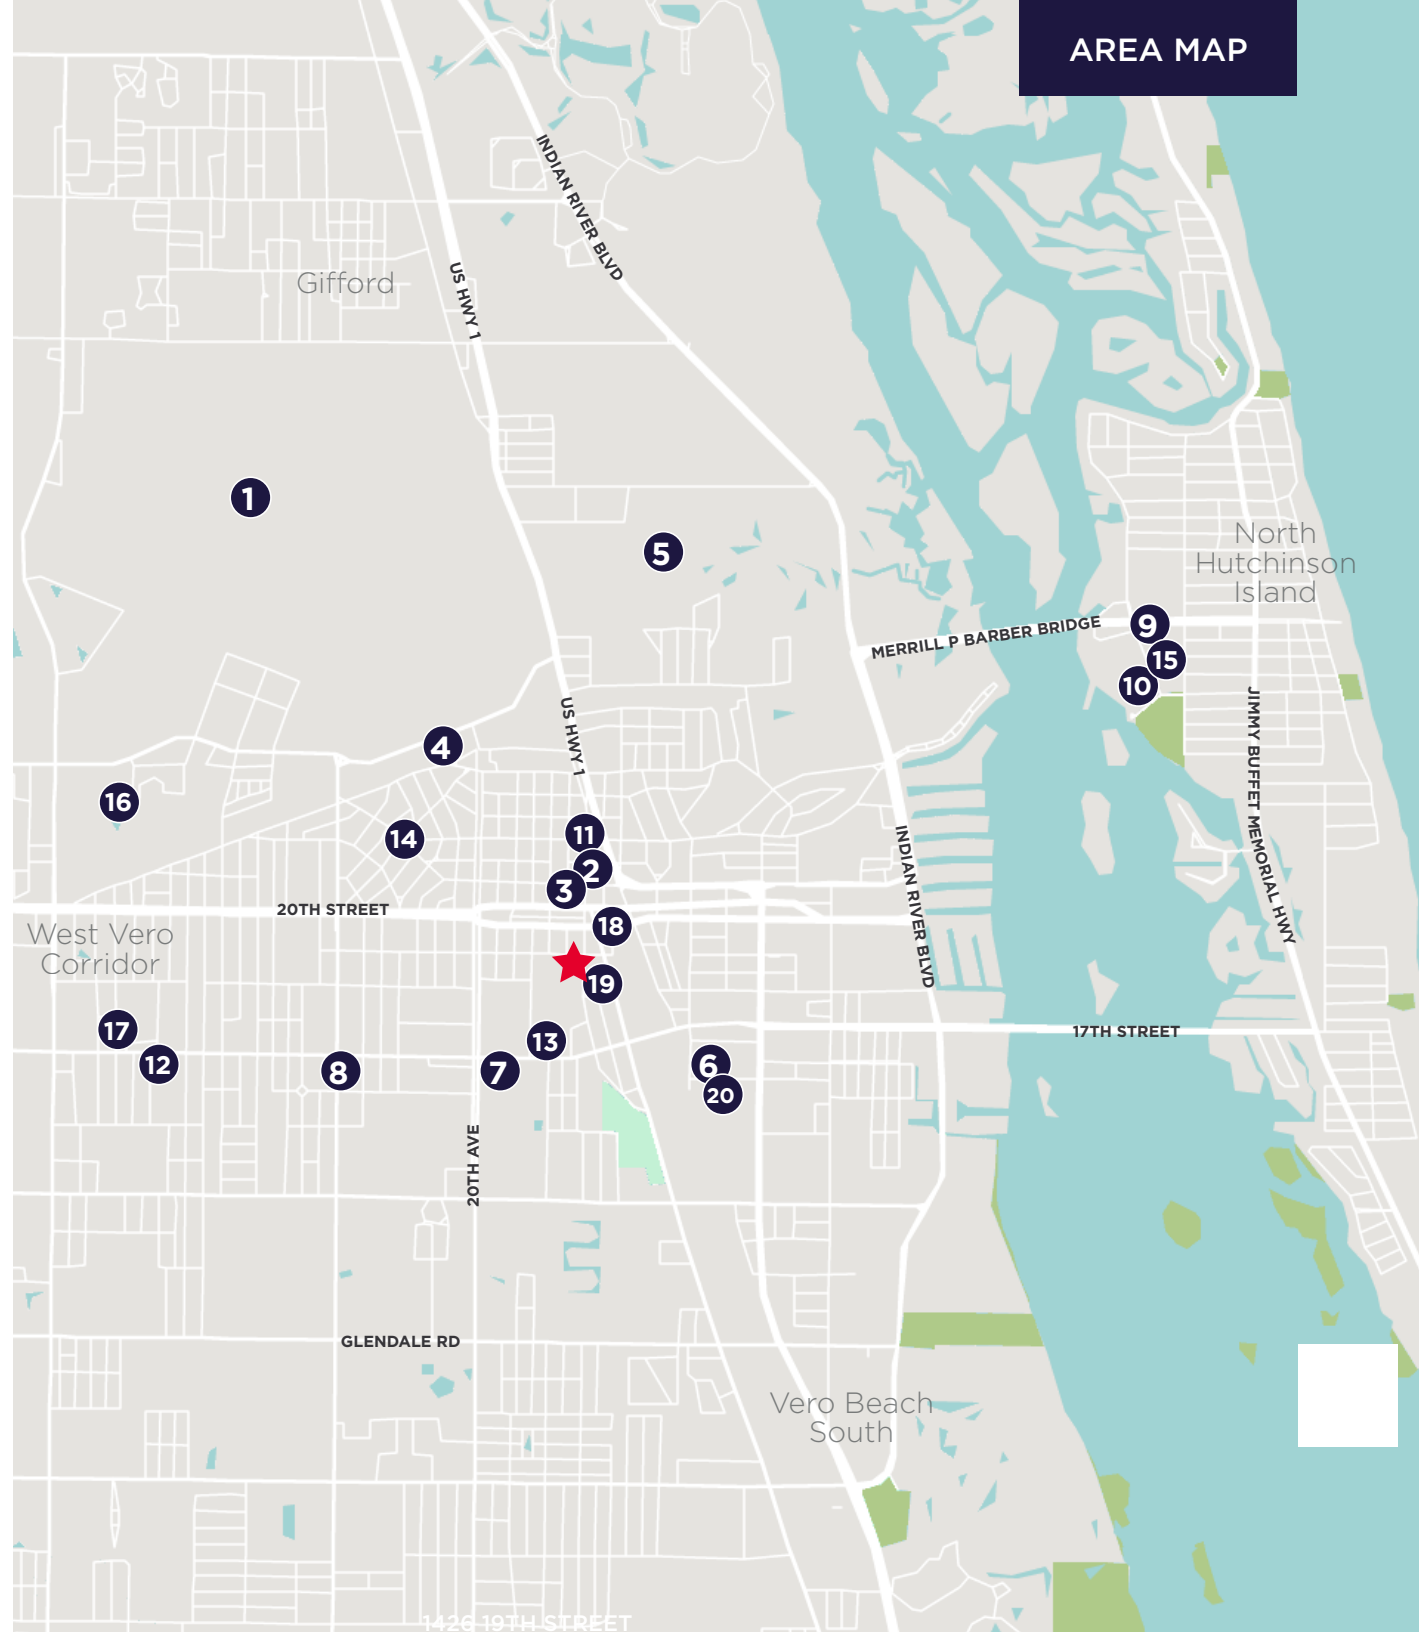 AREA MAP
INDIAN RIVER BLVD
US HWY 1
Gifford
1
5
North
Hutchinson
Island
9
MERRILL P BARBER BRIDGE
15
10
US HWY 1
4
JIMMY BUFFET MEMORIAL HWY
16
14
11
2
3
INDIAN RIVER BLVD
20TH STREET
18
West Vero
Corridor
19
17
17TH STREET
13
12
8
7
6
20
20TH AVE
GLENDALE RD
Vero Beach
South
1426 19TH STREET